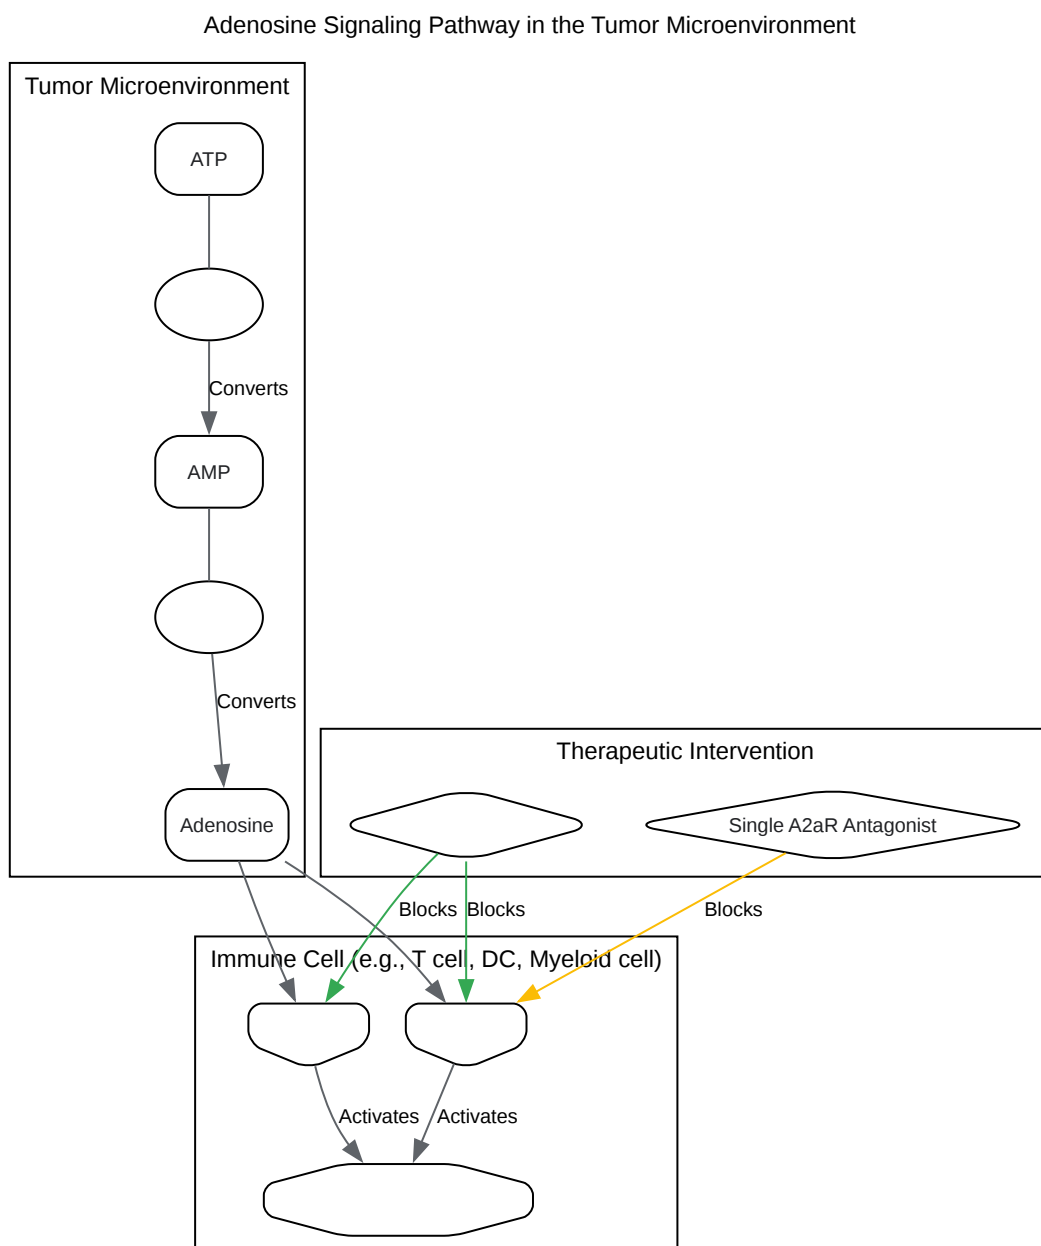 Adenosine Signaling Pathway in the Tumor Microenvironment
Tumor Microenvironment
ATP
Converts
AMP
Converts
Therapeutic Intervention
Adenosine
Single A2aR Antagonist
Blocks
Blocks
Blocks
Immune Cell (e.g., T cell, DC, Myeloid cell)
Activates
Activates